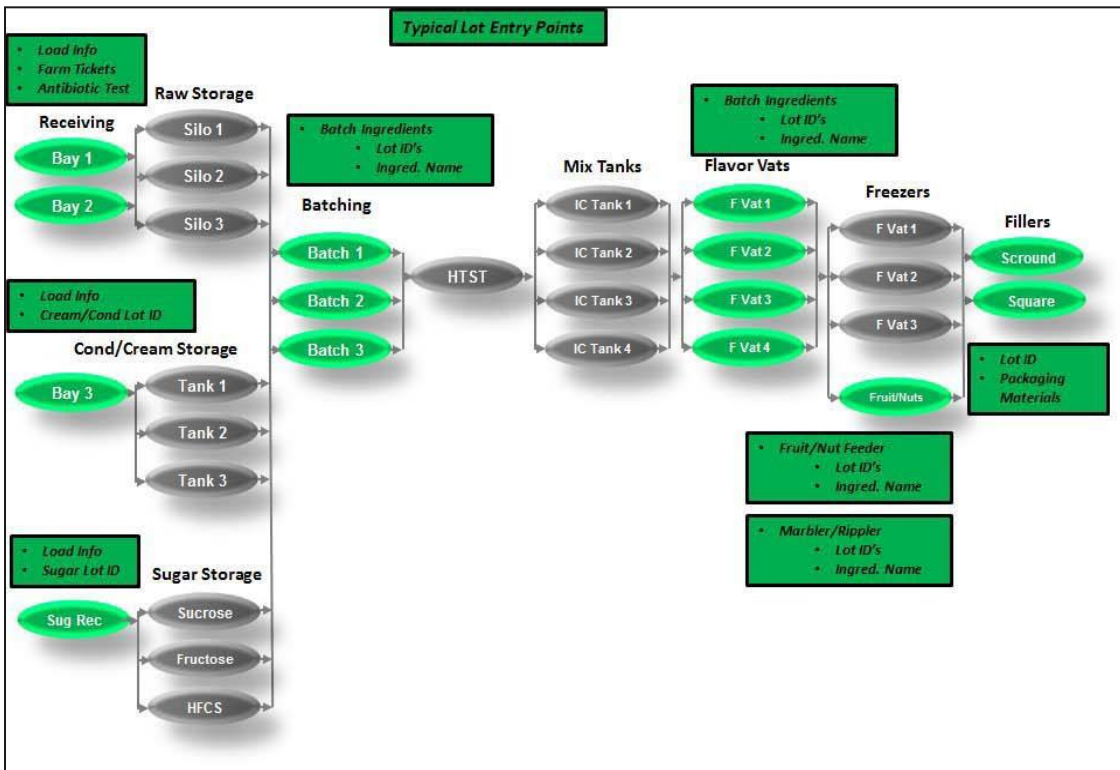 Typical Lot Entry Points
• Load Info
• Farm Tickets
• Antibiotic Test
Receiving
Bay 1
Bay 2
Raw Storage
Silo 1
Silo 2
Silo 3
• Load Info
• Cream/Cond Lot ID
Cond/Cream Storage
Bay 3
Tank 1
Tank 2
Tank 3
• Load Info
• Sugar Lot ID
Sugar Storage
Sug Rec
Sucrose
Fructose
HFCS
• Batch Ingredients
• Lot ID's
• Ingred. Name
Batching
Batch 1
Batch 2
Batch 3
HTST
Mix Tanks
IC Tank 1
IC Tank 2
IC Tank 3
IC Tank 4
• Batch Ingredients
• Lot ID's
• Ingred. Name
Flavor Vats
F Vat 1
F Vat 2
F Vat 3
F Vat 4
Freezers
F Vat 1
F Vat 2
F Vat 3
Fruit/Nuts
• Fruit/Nut Feeder
• Lot ID's
• Ingred. Name
• Marbler/Rippler
• Lot ID's
• Ingred. Name
Fillers
Scround
Square
• Lot ID
• Packaging
Materials